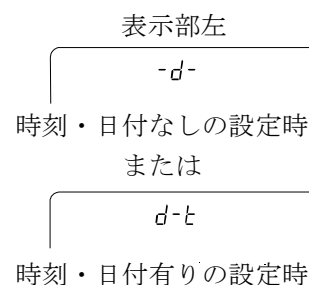 表示部左
-d-
時刻・日付なしの設定時
または
d-t
時刻・日付有りの設定時